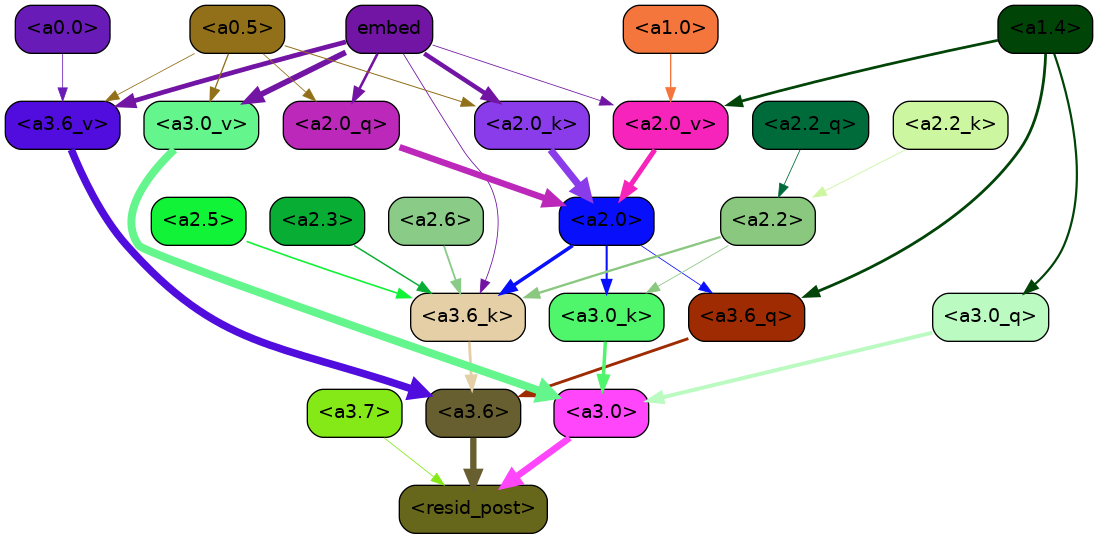 <a0.0> <a0.5> embed <a1.0> <a1.4>
<a3.6_v> <a3.0_v> <a2.0_q> <a2.0_k> <a2.0_v> <a2.2_q> <a2.2_k>
<a2.5> <a2.3> <a2.6> <a2.0> <a2.2>
<a3.6_k> <a3.0_k> <a3.6_q> <a3.0_q>
<a3.7> <a3.6> <a3.0>
<resid_post>